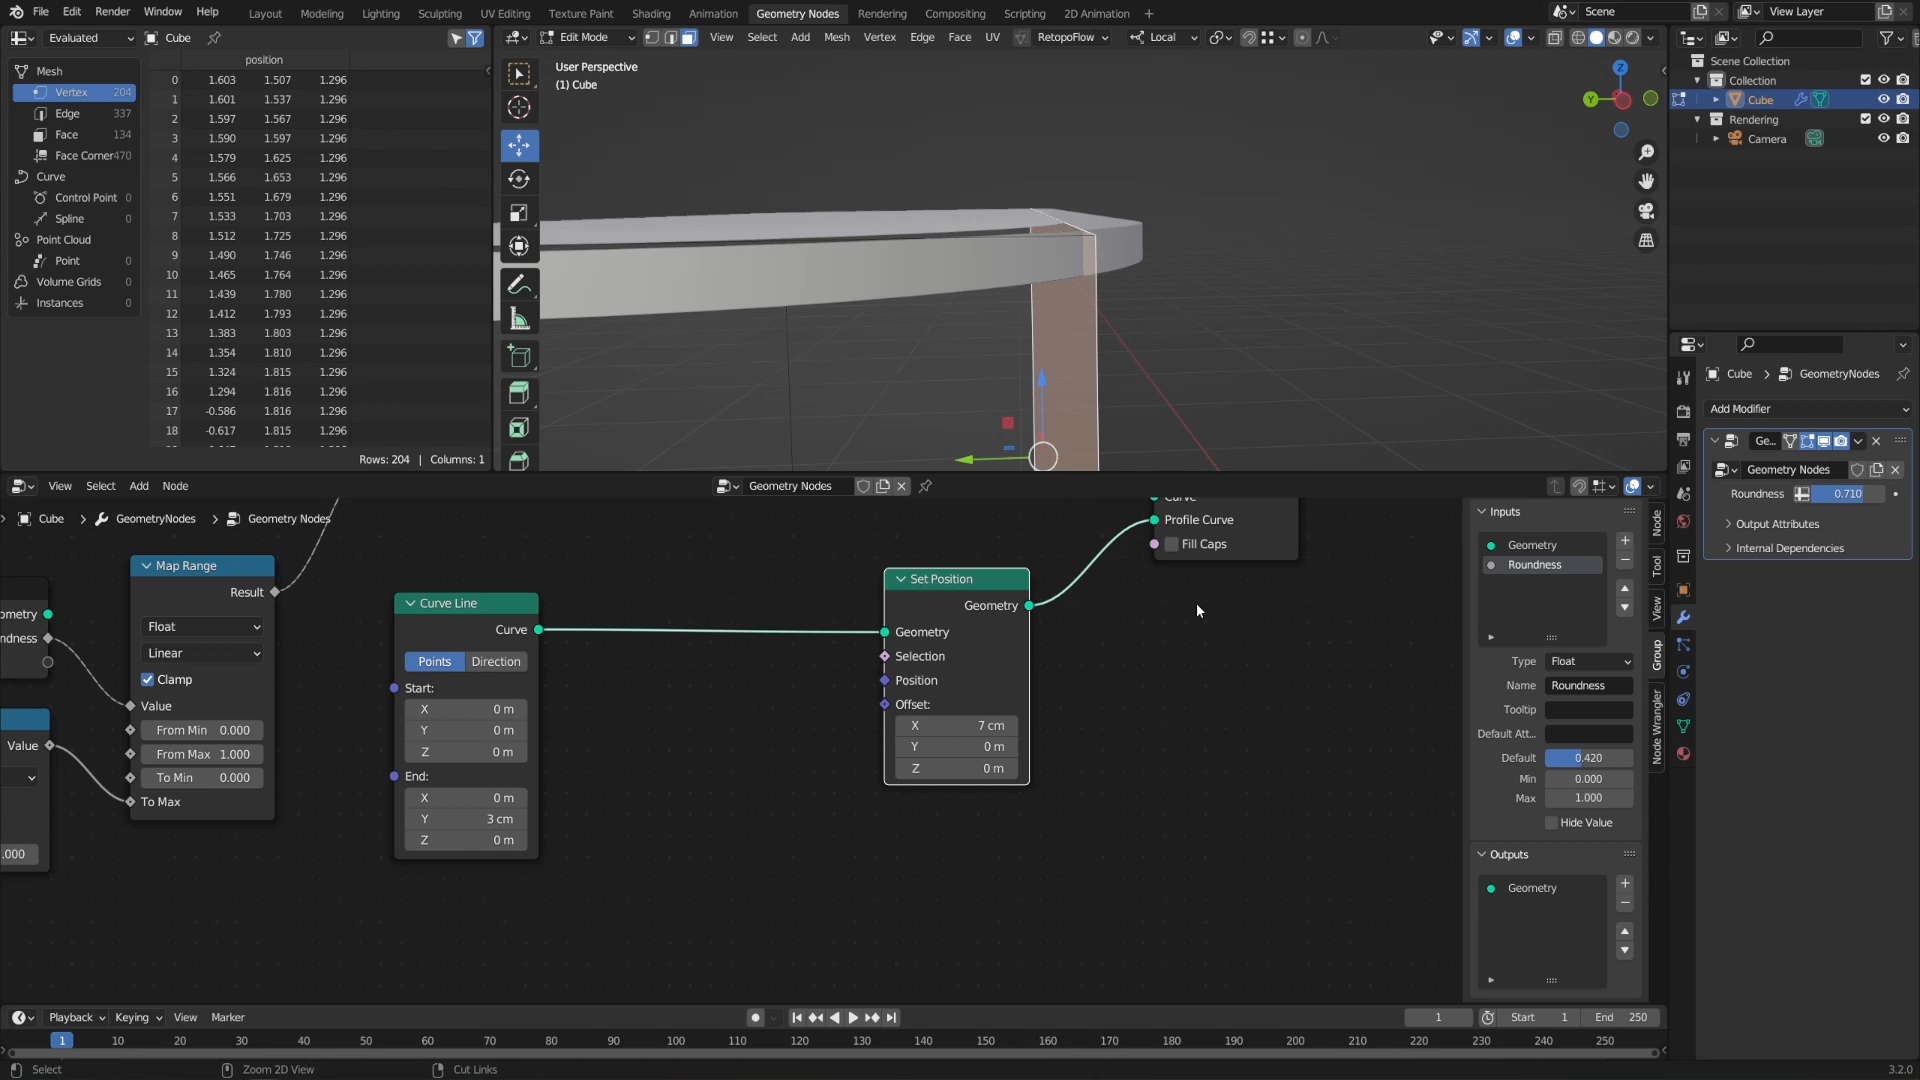 File Edit Render Window Help Layout Modeling Lighting Sculpting UV Editing Texture Paint Shading Animation Geometry Nodes Rendering Compositing Scripting 2D Animation + Scene View Layer
Evaluated Cube Edit Mode View Select Add Mesh Vertex Edge Face UV RetopoFlow Local
position
Mesh
Vertex 204
Edge 337
Face 134
Face Corner 470
Curve
Control Point 0
Spline 0
Point Cloud
Point 0
Volume Grids 0
Instances 0
0 1.603 1.507 1.296
1 1.601 1.537 1.296
2 1.597 1.567 1.296
3 1.590 1.597 1.296
4 1.579 1.625 1.296
5 1.566 1.653 1.296
6 1.551 1.679 1.296
7 1.533 1.703 1.296
8 1.512 1.725 1.296
9 1.490 1.746 1.296
10 1.465 1.764 1.296
11 1.439 1.780 1.296
12 1.412 1.793 1.296
13 1.383 1.803 1.296
14 1.354 1.810 1.296
15 1.324 1.815 1.296
16 1.294 1.816 1.296
17 -0.586 1.816 1.296
18 -0.617 1.815 1.296
Rows: 204 | Columns: 1
User Perspective
(1) Cube
Z
Y
Scene Collection
Collection
Cube
Rendering
Camera
Cube > GeometryNodes
Add Modifier
Ge...
Geometry Nodes
Roundness 0.710
Output Attributes
Internal Dependencies
View Select Add Node Geometry Nodes
Cube > GeometryNodes > Geometry Nodes
ometry
ndness
Value
.000
Map Range
Result
Float
Linear
Clamp
Value
From Min 0.000
From Max 1.000
To Min 0.000
To Max
Curve Line
Curve
Points Direction
Start:
X 0 m
Y 0 m
Z 0 m
End:
X 0 m
Y 3 cm
Z 0 m
Set Position
Geometry
Geometry
Selection
Position
Offset:
X 7 cm
Y 0 m
Z 0 m
Curve
Profile Curve
Fill Caps
Inputs
Geometry
Roundness
Type Float
Name Roundness
Tooltip
Default Att...
Default 0.420
Min 0.000
Max 1.000
Hide Value
Outputs
Geometry
Node
Tool
View
Group
Node Wrangler
Playback Keying View Marker 1 Start 1 End 250
1 10 20 30 40 50 60 70 80 90 100 110 120 130 140 150 160 170 180 190 200 210 220 230 240 250
Select Zoom 2D View Cut Links 3.2.0